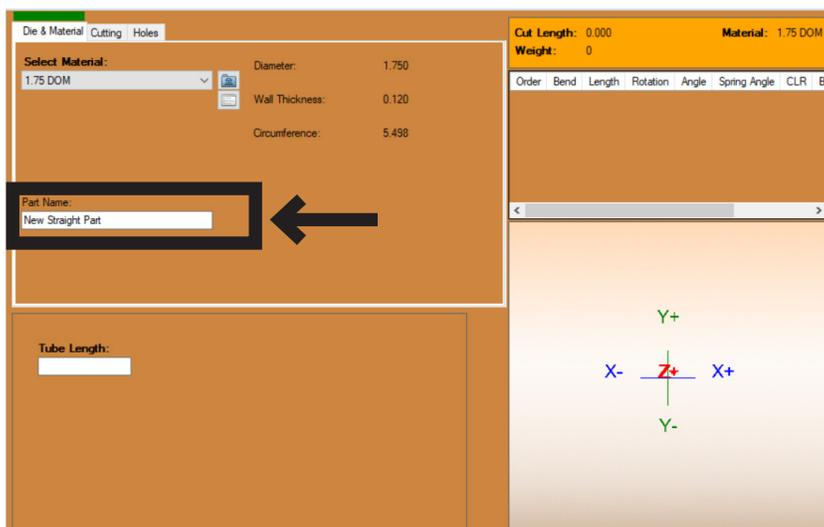 Die & Material Cutting Holes
Select Material:
1.75 DOM
Diameter: 1.750
Wall Thickness: 0.120
Circumference: 5.498
Part Name:
New Straight Part
Tube Length:
Cut Length: 0.000 Material: 1.75 DOM
Weight: 0
Order Bend Length Rotation Angle Spring Angle CLR B
Y+
X- Z+ X+
Y-